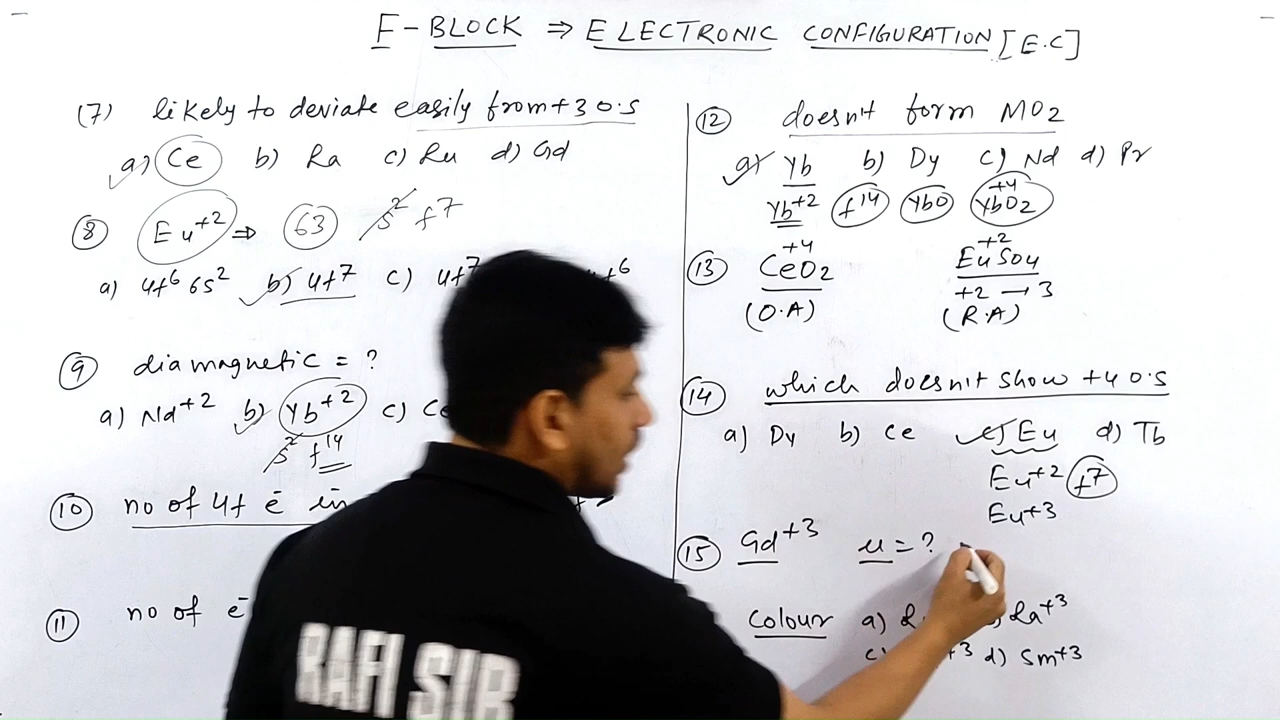 F-BLOCK ⇒ ELECTRONIC CONFIGURATION [E.C]
(7) likely to deviate easily from +3 O.S
a) Ce b) La c) Lu d) Gd
(8) Eu+2 ⇒ 63 s2 f7
a) 4f6 6s2 b) 4f7 c) 4f7 f6
(9) diamagnetic = ?
a) Nd+2 b) Yb+2 c) Ce
s2 f14
(10) no of 4f ē in
(11) no of ē
(12) doesn't form MO2
a) Yb b) Dy c) Nd d) Pr
Yb+2 f14 YbO +4 YbO2
(13) +4 CeO2 +2 EuSO4
+2 → 3
(O.A) (R.A)
(14) which doesn't show +4 O.S
a) Dy b) Ce c) Eu d) Tb
Eu+2 f7
Eu+3
(15) Gd+3 μ = ?
Colour a) La+3
c) +3 d) Sm+3
RAFI SIR